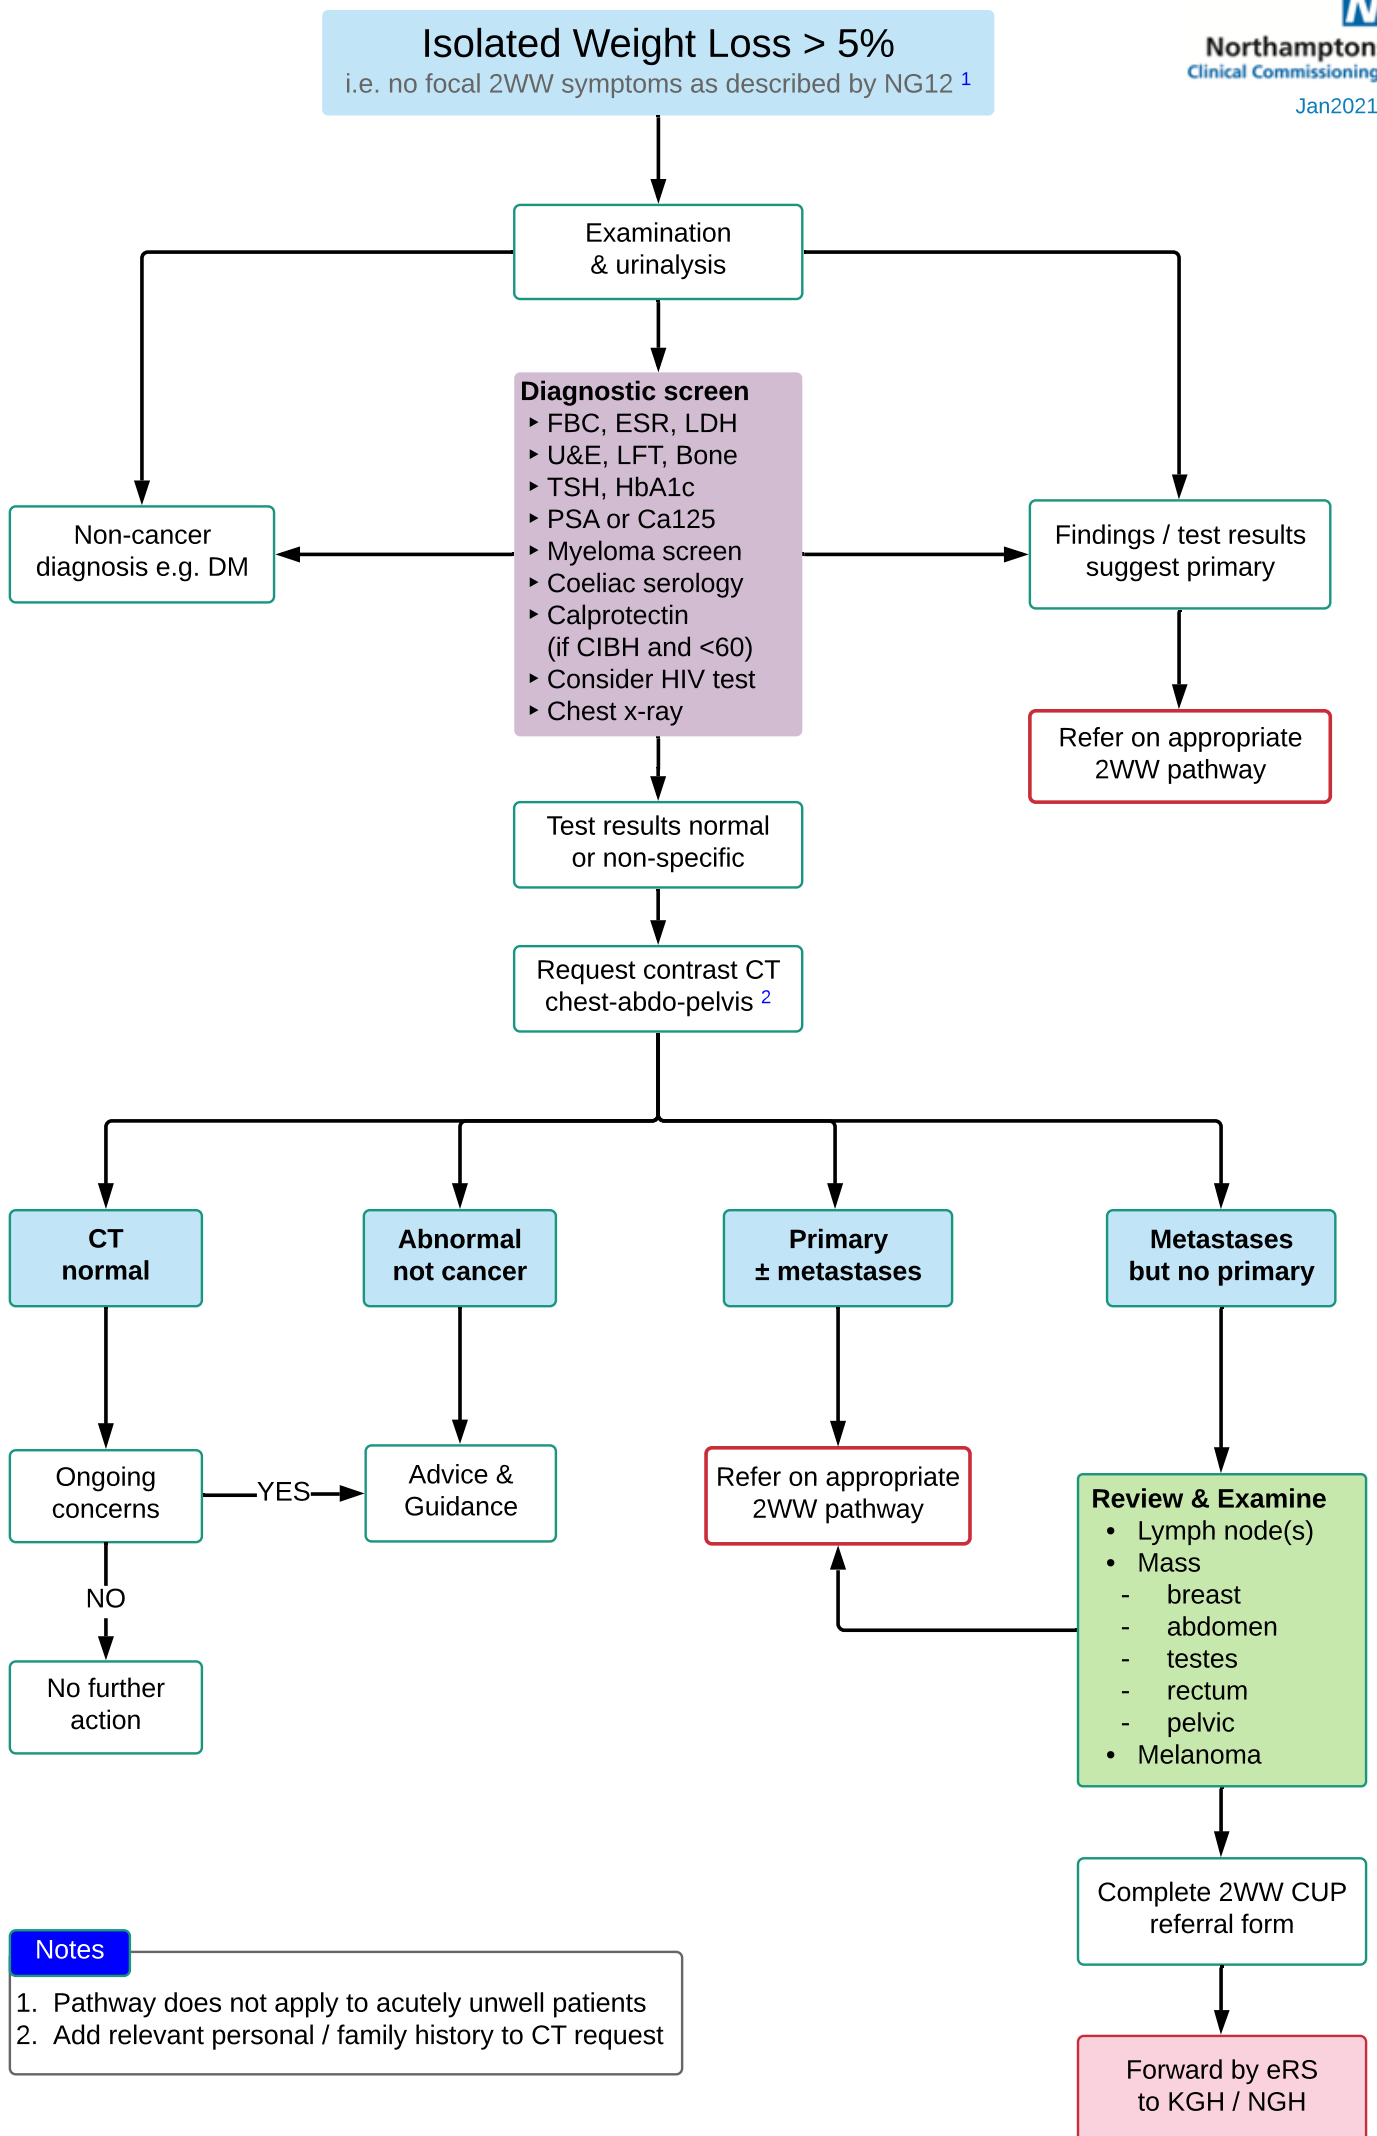 Isolated Weight Loss > 5%
i.e. no focal 2WW symptoms as described by NG12 1
N
Northampton
Clinical Commissioning
Jan2021
Examination
& urinalysis
Diagnostic screen
‣ FBC, ESR, LDH
‣ U&E, LFT, Bone
‣ TSH, HbA1c
‣ PSA or Ca125
‣ Myeloma screen
‣ Coeliac serology
‣ Calprotectin
(if CIBH and <60)
‣ Consider HIV test
‣ Chest x-ray
Non-cancer
diagnosis e.g. DM
Findings / test results
suggest primary
Refer on appropriate
2WW pathway
Test results normal
or non-specific
Request contrast CT
chest-abdo-pelvis 2
CT
normal
Abnormal
not cancer
Primary
± metastases
Metastases
but no primary
Ongoing
concerns
YES
Advice &
Guidance
Refer on appropriate
2WW pathway
NO
No further
action
Review & Examine
• Lymph node(s)
• Mass
- breast
- abdomen
- testes
- rectum
- pelvic
• Melanoma
Complete 2WW CUP
referral form
Forward by eRS
to KGH / NGH
Notes
1. Pathway does not apply to acutely unwell patients
2. Add relevant personal / family history to CT request